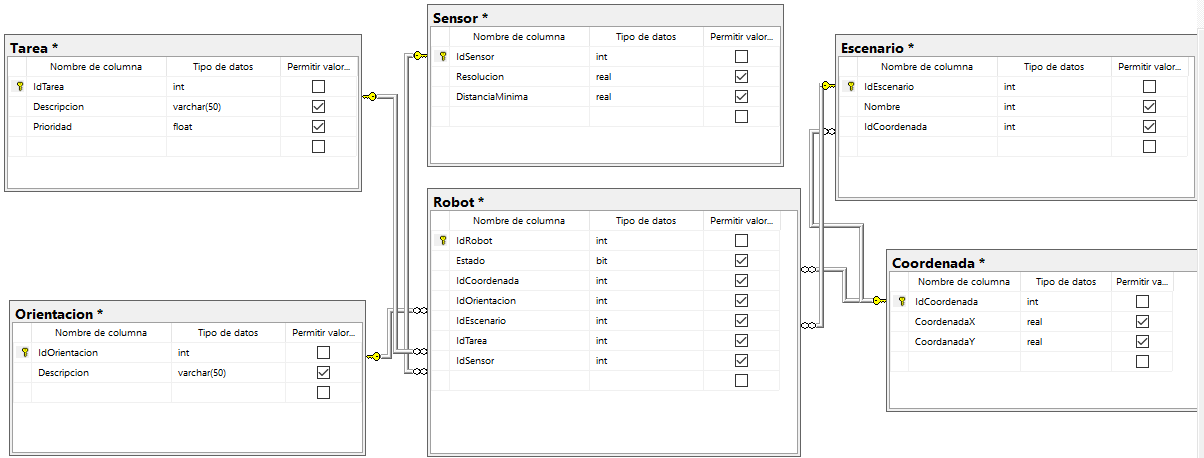 Tarea *
Nombre de columna Tipo de datos Permitir valor...
IdTarea int
Descripcion varchar(50)
Prioridad float
Sensor *
Nombre de columna Tipo de datos Permitir valor...
IdSensor int
Resolucion real
DistanciaMinima real
Escenario *
Nombre de columna Tipo de datos Permitir valor...
IdEscenario int
Nombre int
IdCoordenada int
Orientacion *
Nombre de columna Tipo de datos Permitir valor...
IdOrientacion int
Descripcion varchar(50)
Robot *
Nombre de columna Tipo de datos Permitir valor...
IdRobot int
Estado bit
IdCoordenada int
IdOrientacion int
IdEscenario int
IdTarea int
IdSensor int
Coordenada *
Nombre de columna Tipo de datos Permitir va...
IdCoordenada int
CoordenadaX real
CoordanadaY real